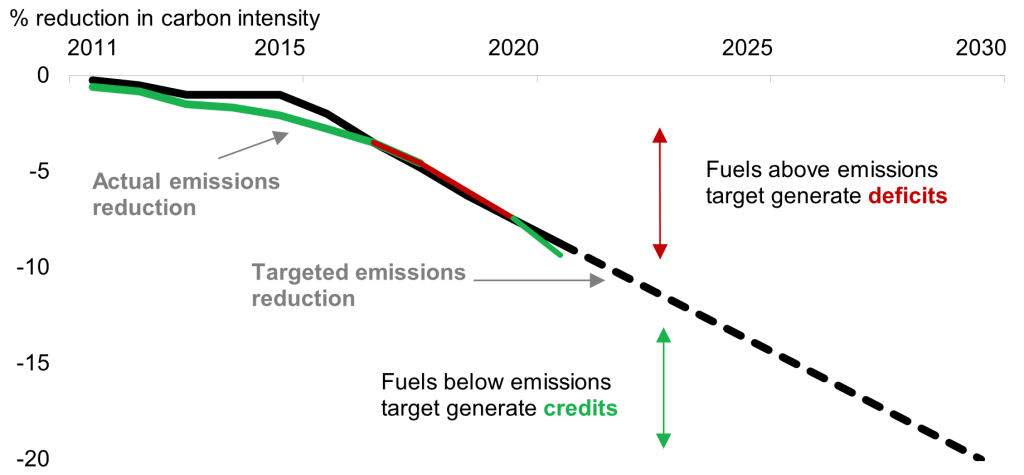 % reduction in carbon intensity
2011 2015 2020 2025 2030
0
-5
Fuels above emissions
target generate deficits
Actual emissions
reduction
-10
Targeted emissions
reduction
-15
Fuels below emissions
target generate credits
-20